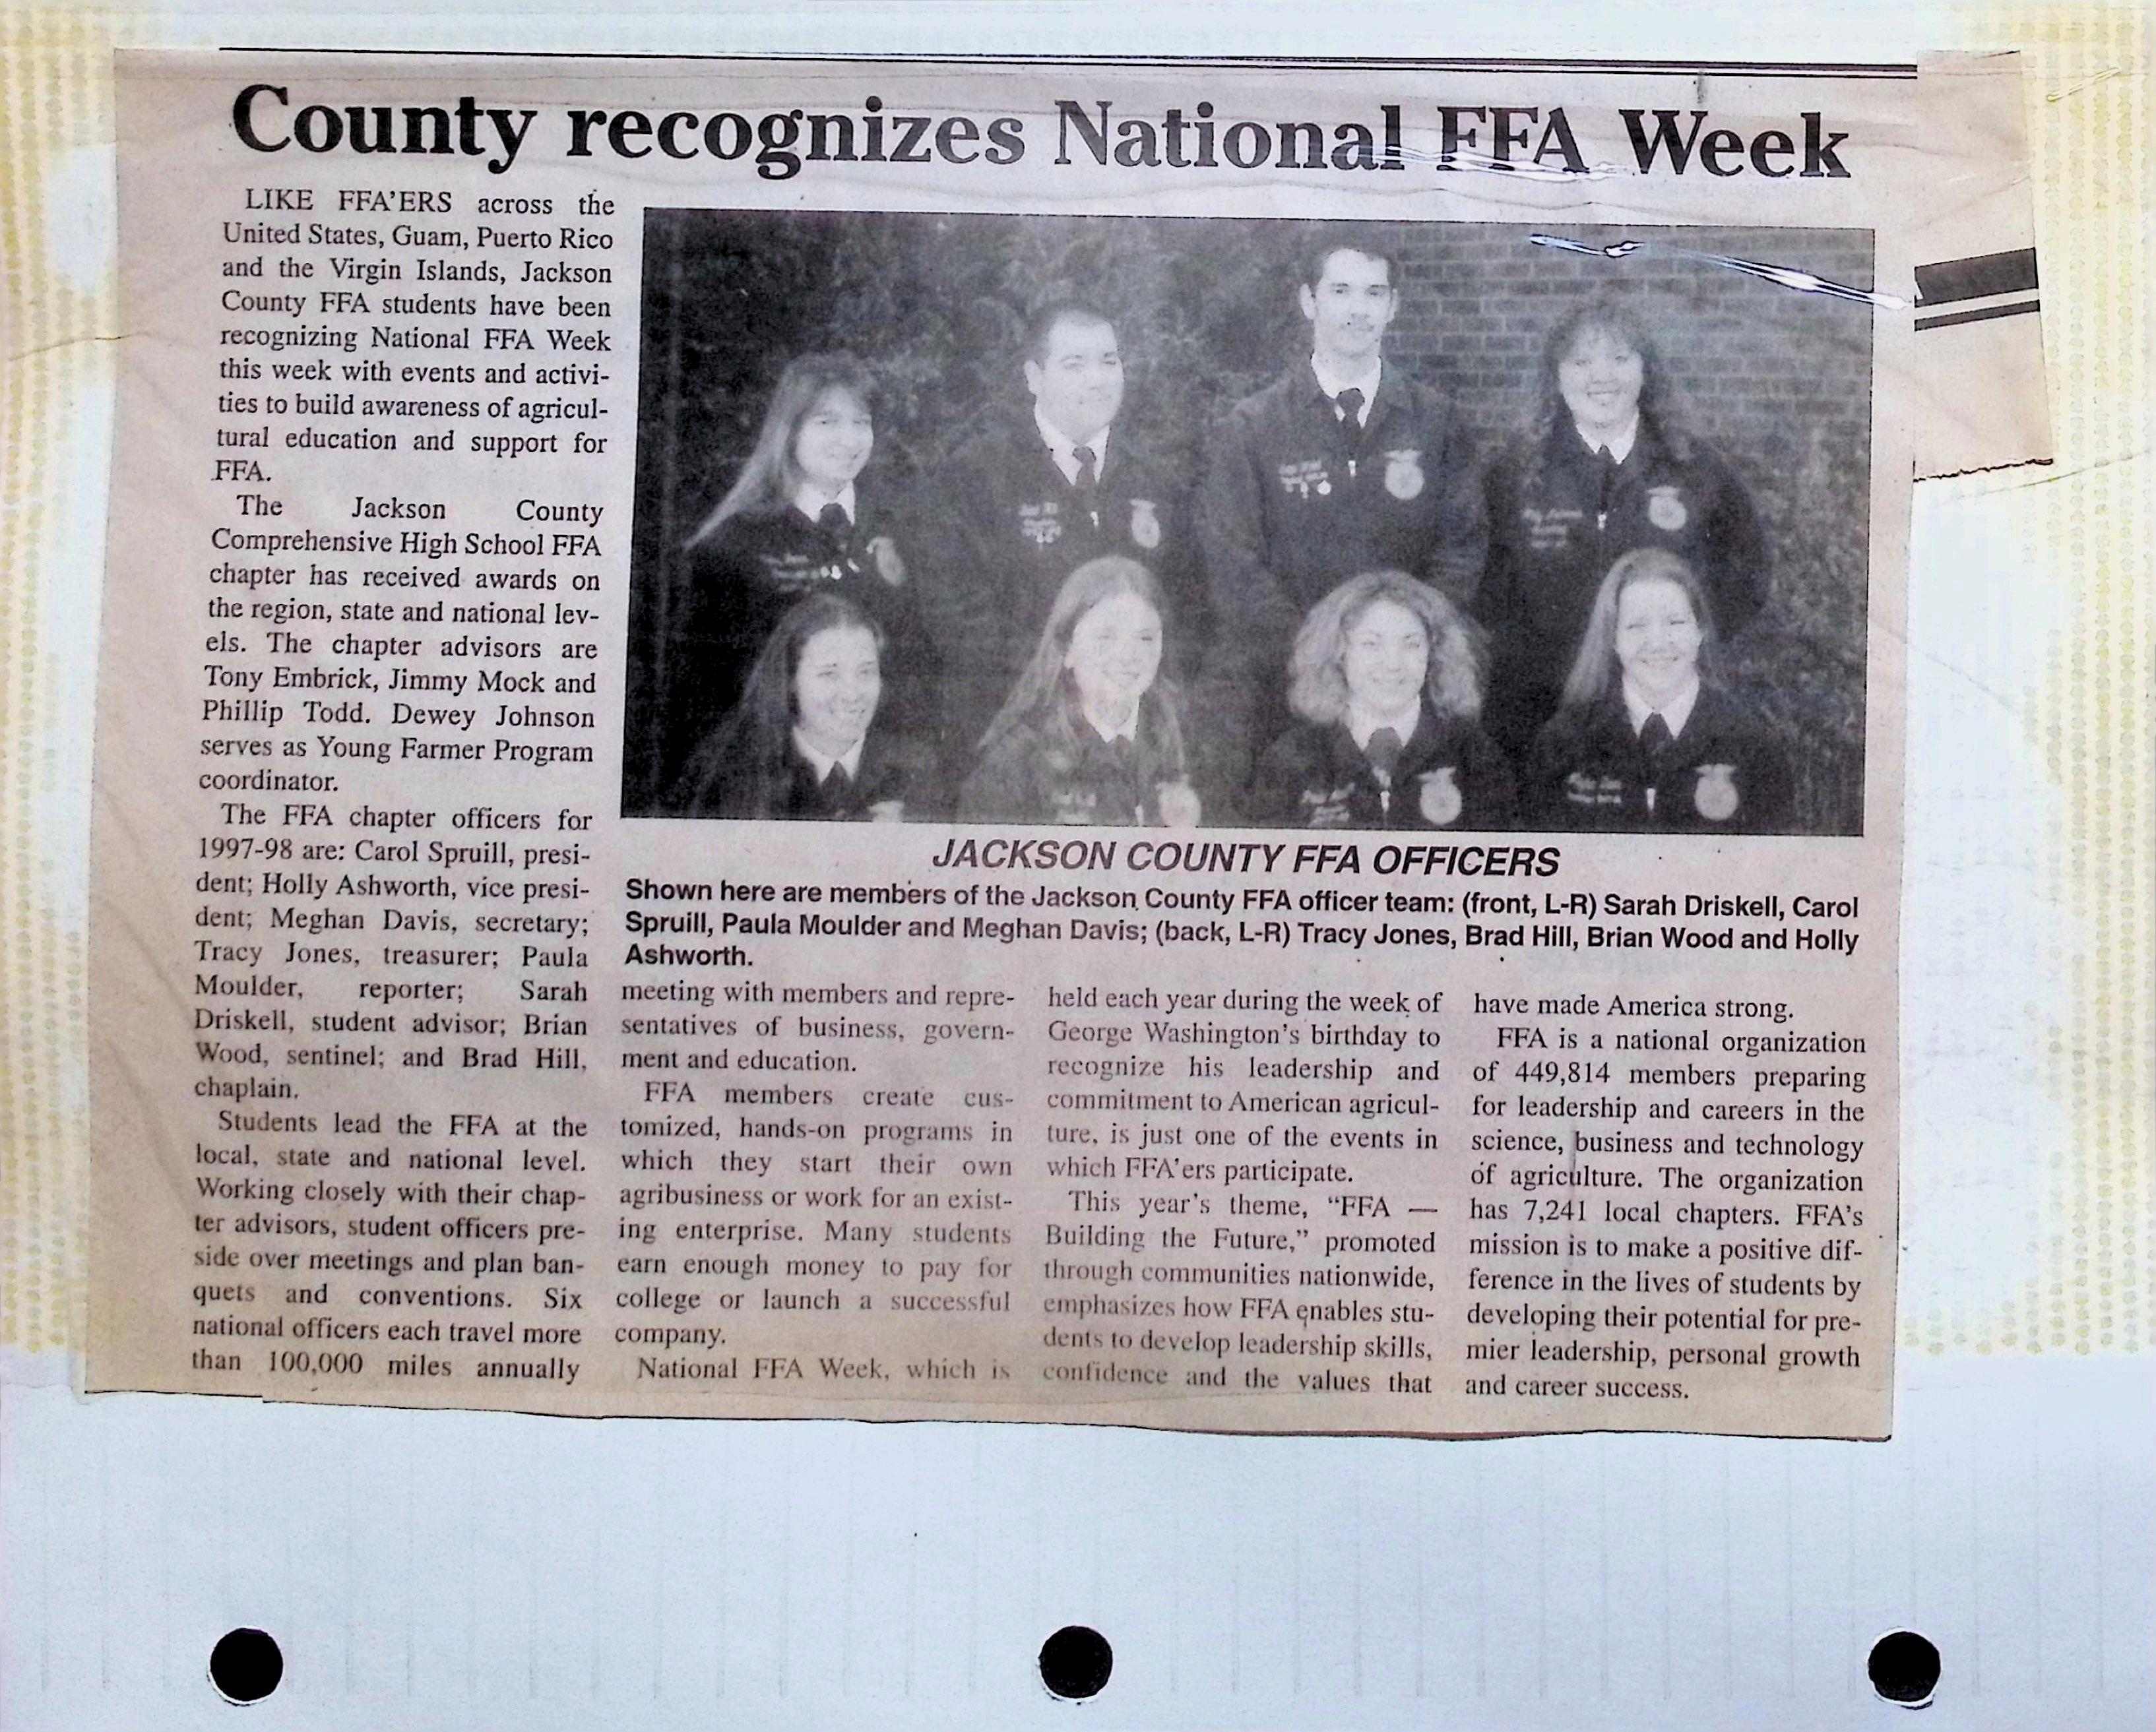 County recognizes National FFA Week
LIKE FFA'ERS across the
United States, Guam, Puerto Rico
and the Virgin Islands, Jackson
County FFA students have been
recognizing National FFA Week
this week with events and activi-
ties to build awareness of agricul-
tural education and support for
FFA.
The Jackson County
Comprehensive High School FFA
chapter has received awards on
the region, state and national lev-
els. The chapter advisors are
Tony Embrick, Jimmy Mock and
Phillip Todd. Dewey Johnson
serves as Young Farmer Program
coordinator.
The FFA chapter officers for
1997-98 are: Carol Spruill, presi-
dent; Holly Ashworth, vice presi-
dent; Meghan Davis, secretary;
Tracy Jones, treasurer; Paula
Moulder, reporter; Sarah
Driskell, student advisor; Brian
Wood, sentinel; and Brad Hill,
chaplain.
Students lead the FFA at the
local, state and national level.
Working closely with their chap-
ter advisors, student officers pre-
side over meetings and plan ban-
quets and conventions. Six
national officers each travel more
than 100,000 miles annually
JACKSON COUNTY FFA OFFICERS
Shown here are members of the Jackson County FFA officer team: (front, L-R) Sarah Driskell, Carol
Spruill, Paula Moulder and Meghan Davis; (back, L-R) Tracy Jones, Brad Hill, Brian Wood and Holly
Ashworth.
meeting with members and repre-
sentatives of business, govern-
ment and education.
FFA members create cus-
tomized, hands-on programs in
which they start their own
agribusiness or work for an exist-
ing enterprise. Many students
earn enough money to pay for
college or launch a successful
company.
National FFA Week, which is
held each year during the week of
George Washington's birthday to
recognize his leadership and
commitment to American agricul-
ture, is just one of the events in
which FFA'ers participate.
This year's theme, "FFA —
Building the Future," promoted
through communities nationwide,
emphasizes how FFA enables stu-
dents to develop leadership skills,
confidence and the values that
have made America strong.
FFA is a national organization
of 449,814 members preparing
for leadership and careers in the
science, business and technology
of agriculture. The organization
has 7,241 local chapters. FFA's
mission is to make a positive dif-
ference in the lives of students by
developing their potential for pre-
mier leadership, personal growth
and career success.